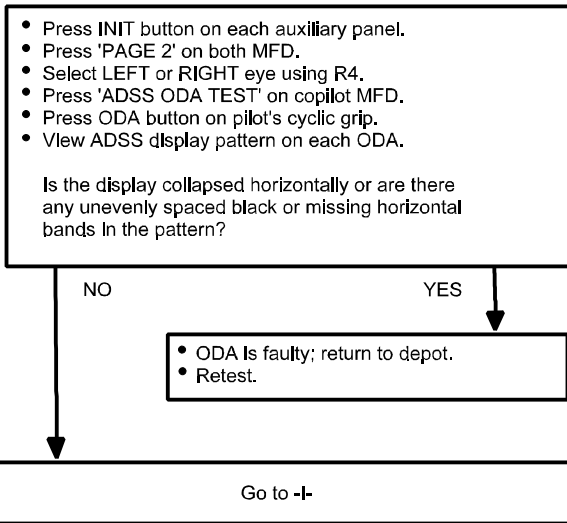 • Press INIT button on each auxiliary panel.
• Press 'PAGE 2' on both MFD.
• Select LEFT or RIGHT eye using R4.
• Press 'ADSS ODA TEST' on copilot MFD.
• Press ODA button on pilot's cyclic grip.
• View ADSS display pattern on each ODA.
Is the display collapsed horizontally or are there
any unevenly spaced black or missing horizontal
bands in the pattern?
NO
YES
• ODA is faulty; return to depot.
• Retest.
Go to -I-